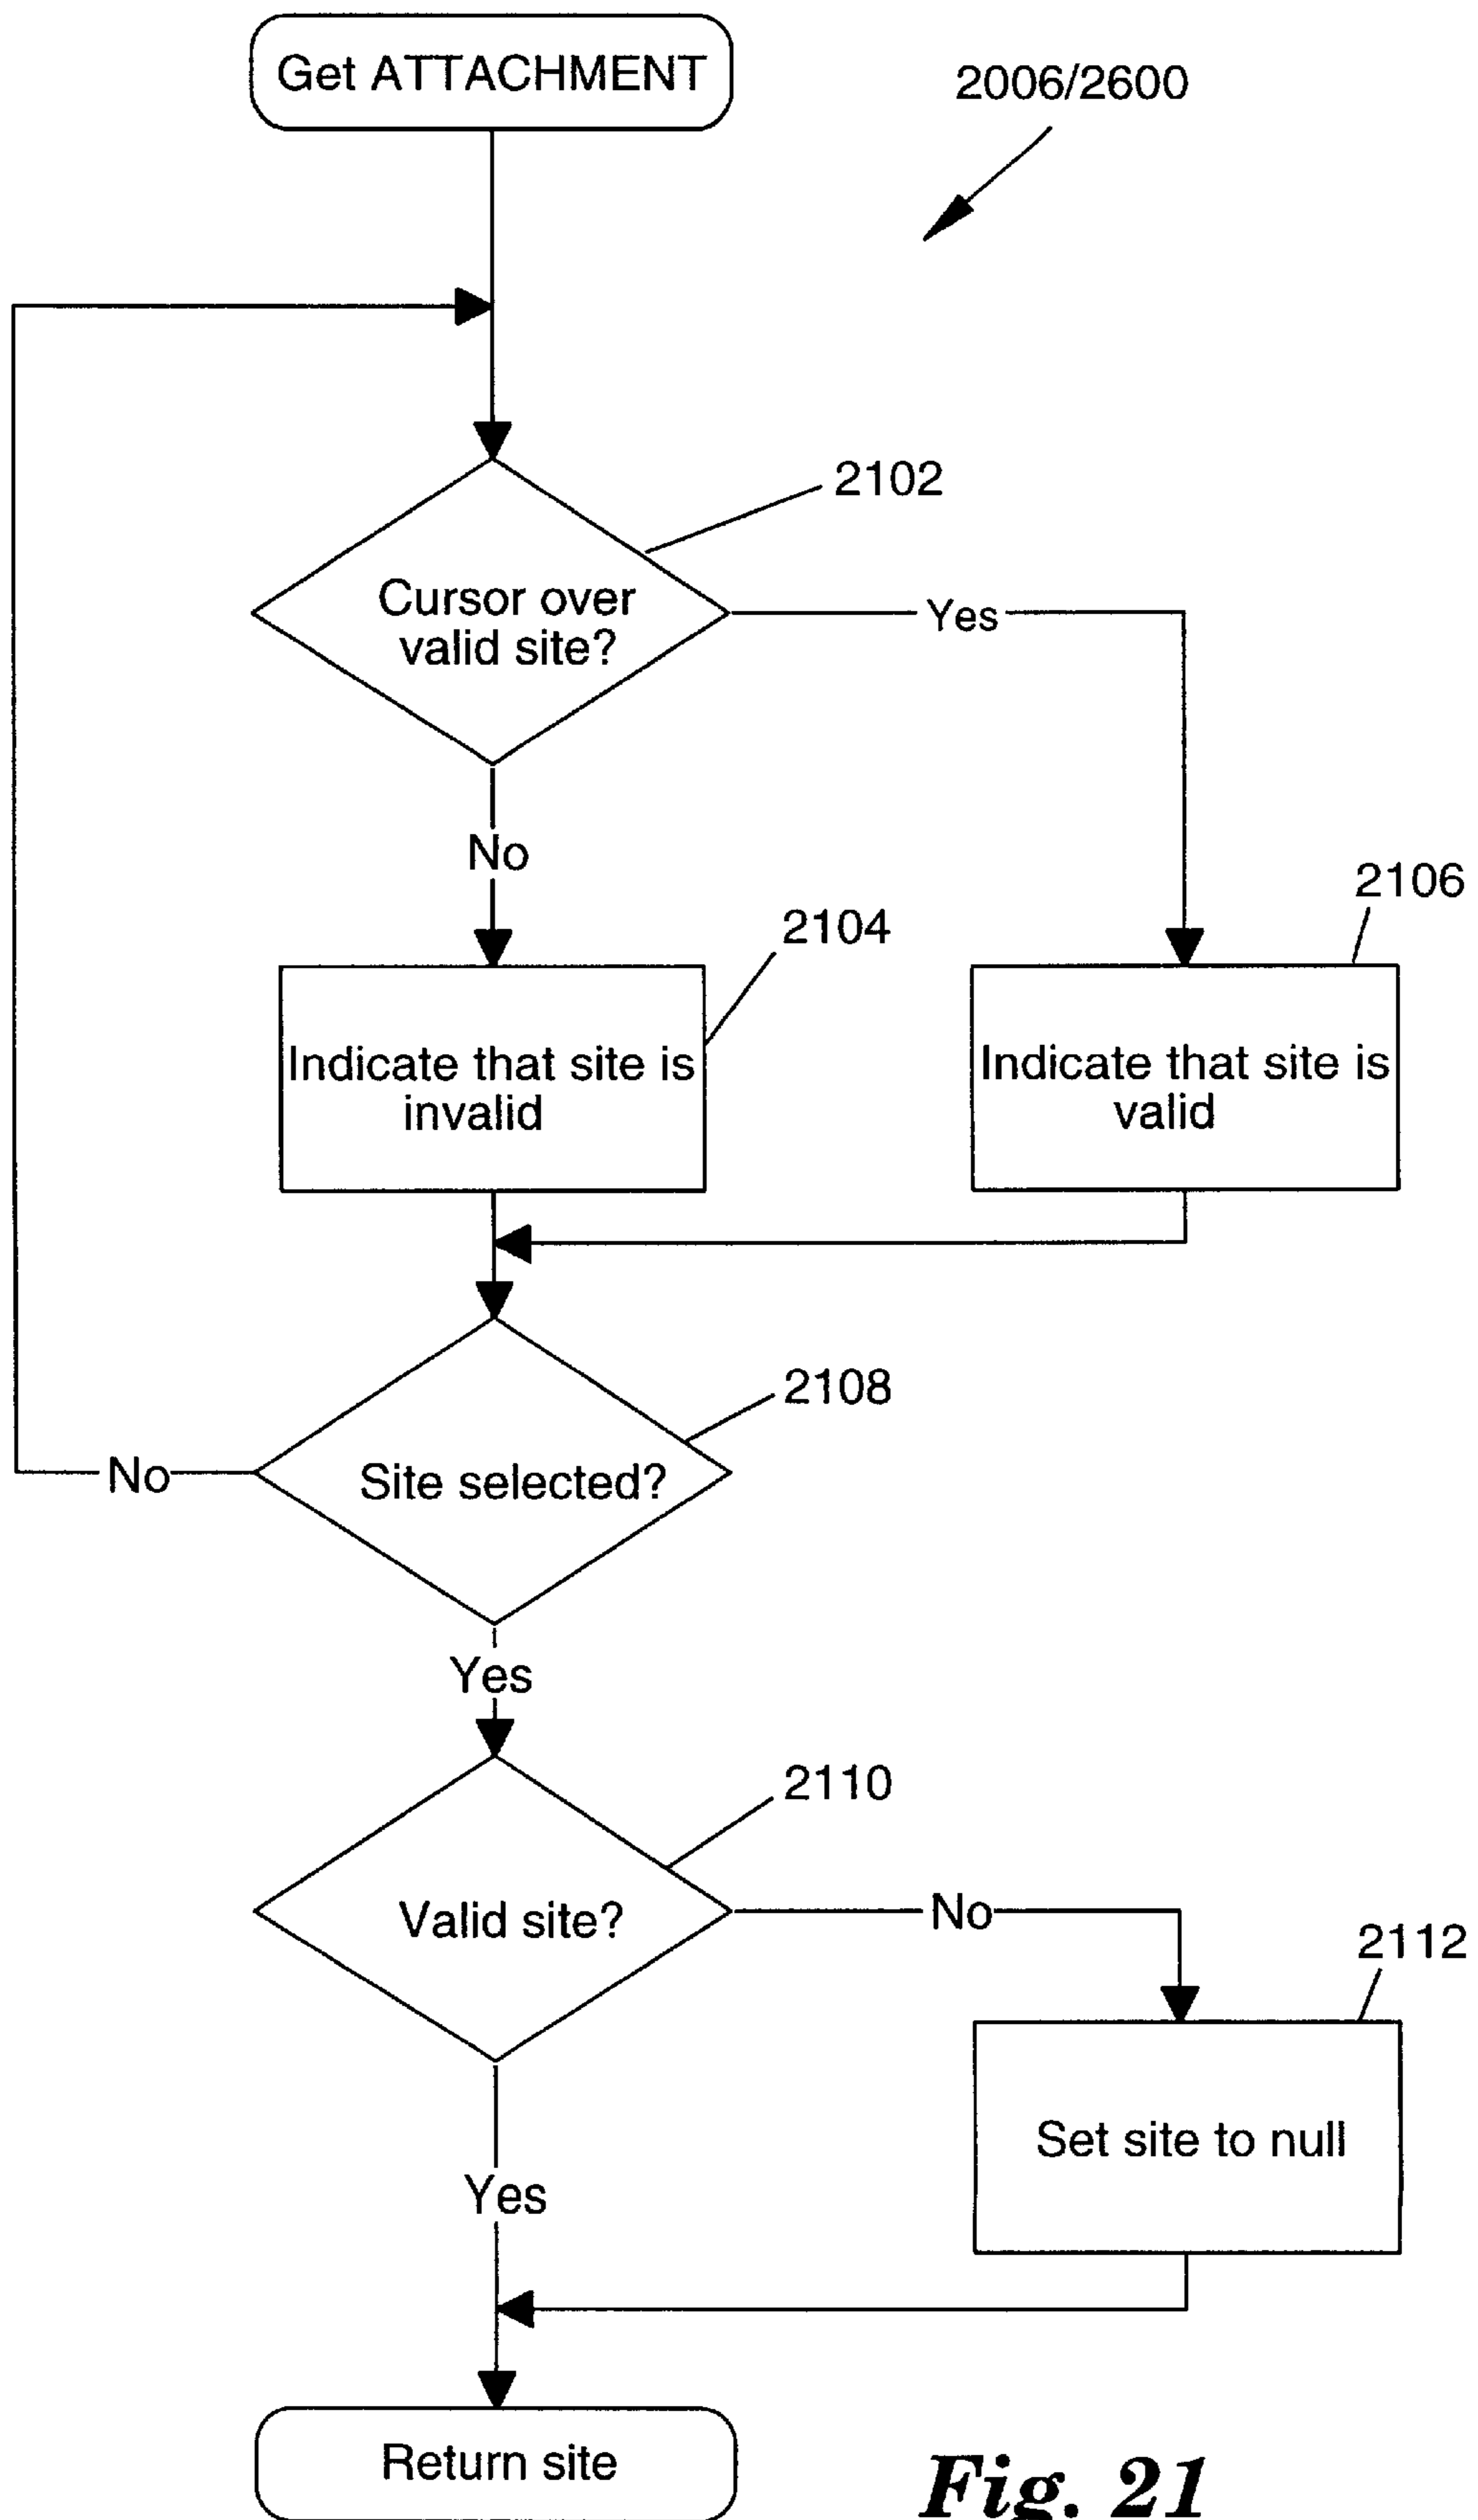 Get ATTACHMENT
2006/2600
2102
Cursor over
valid site?
Yes
No
2106
2104
Indicate that site is
invalid
Indicate that site is
valid
2108
No
Site selected?
Yes
2110
Valid site?
No
2112
Set site to null
Yes
Return site
Fig. 21